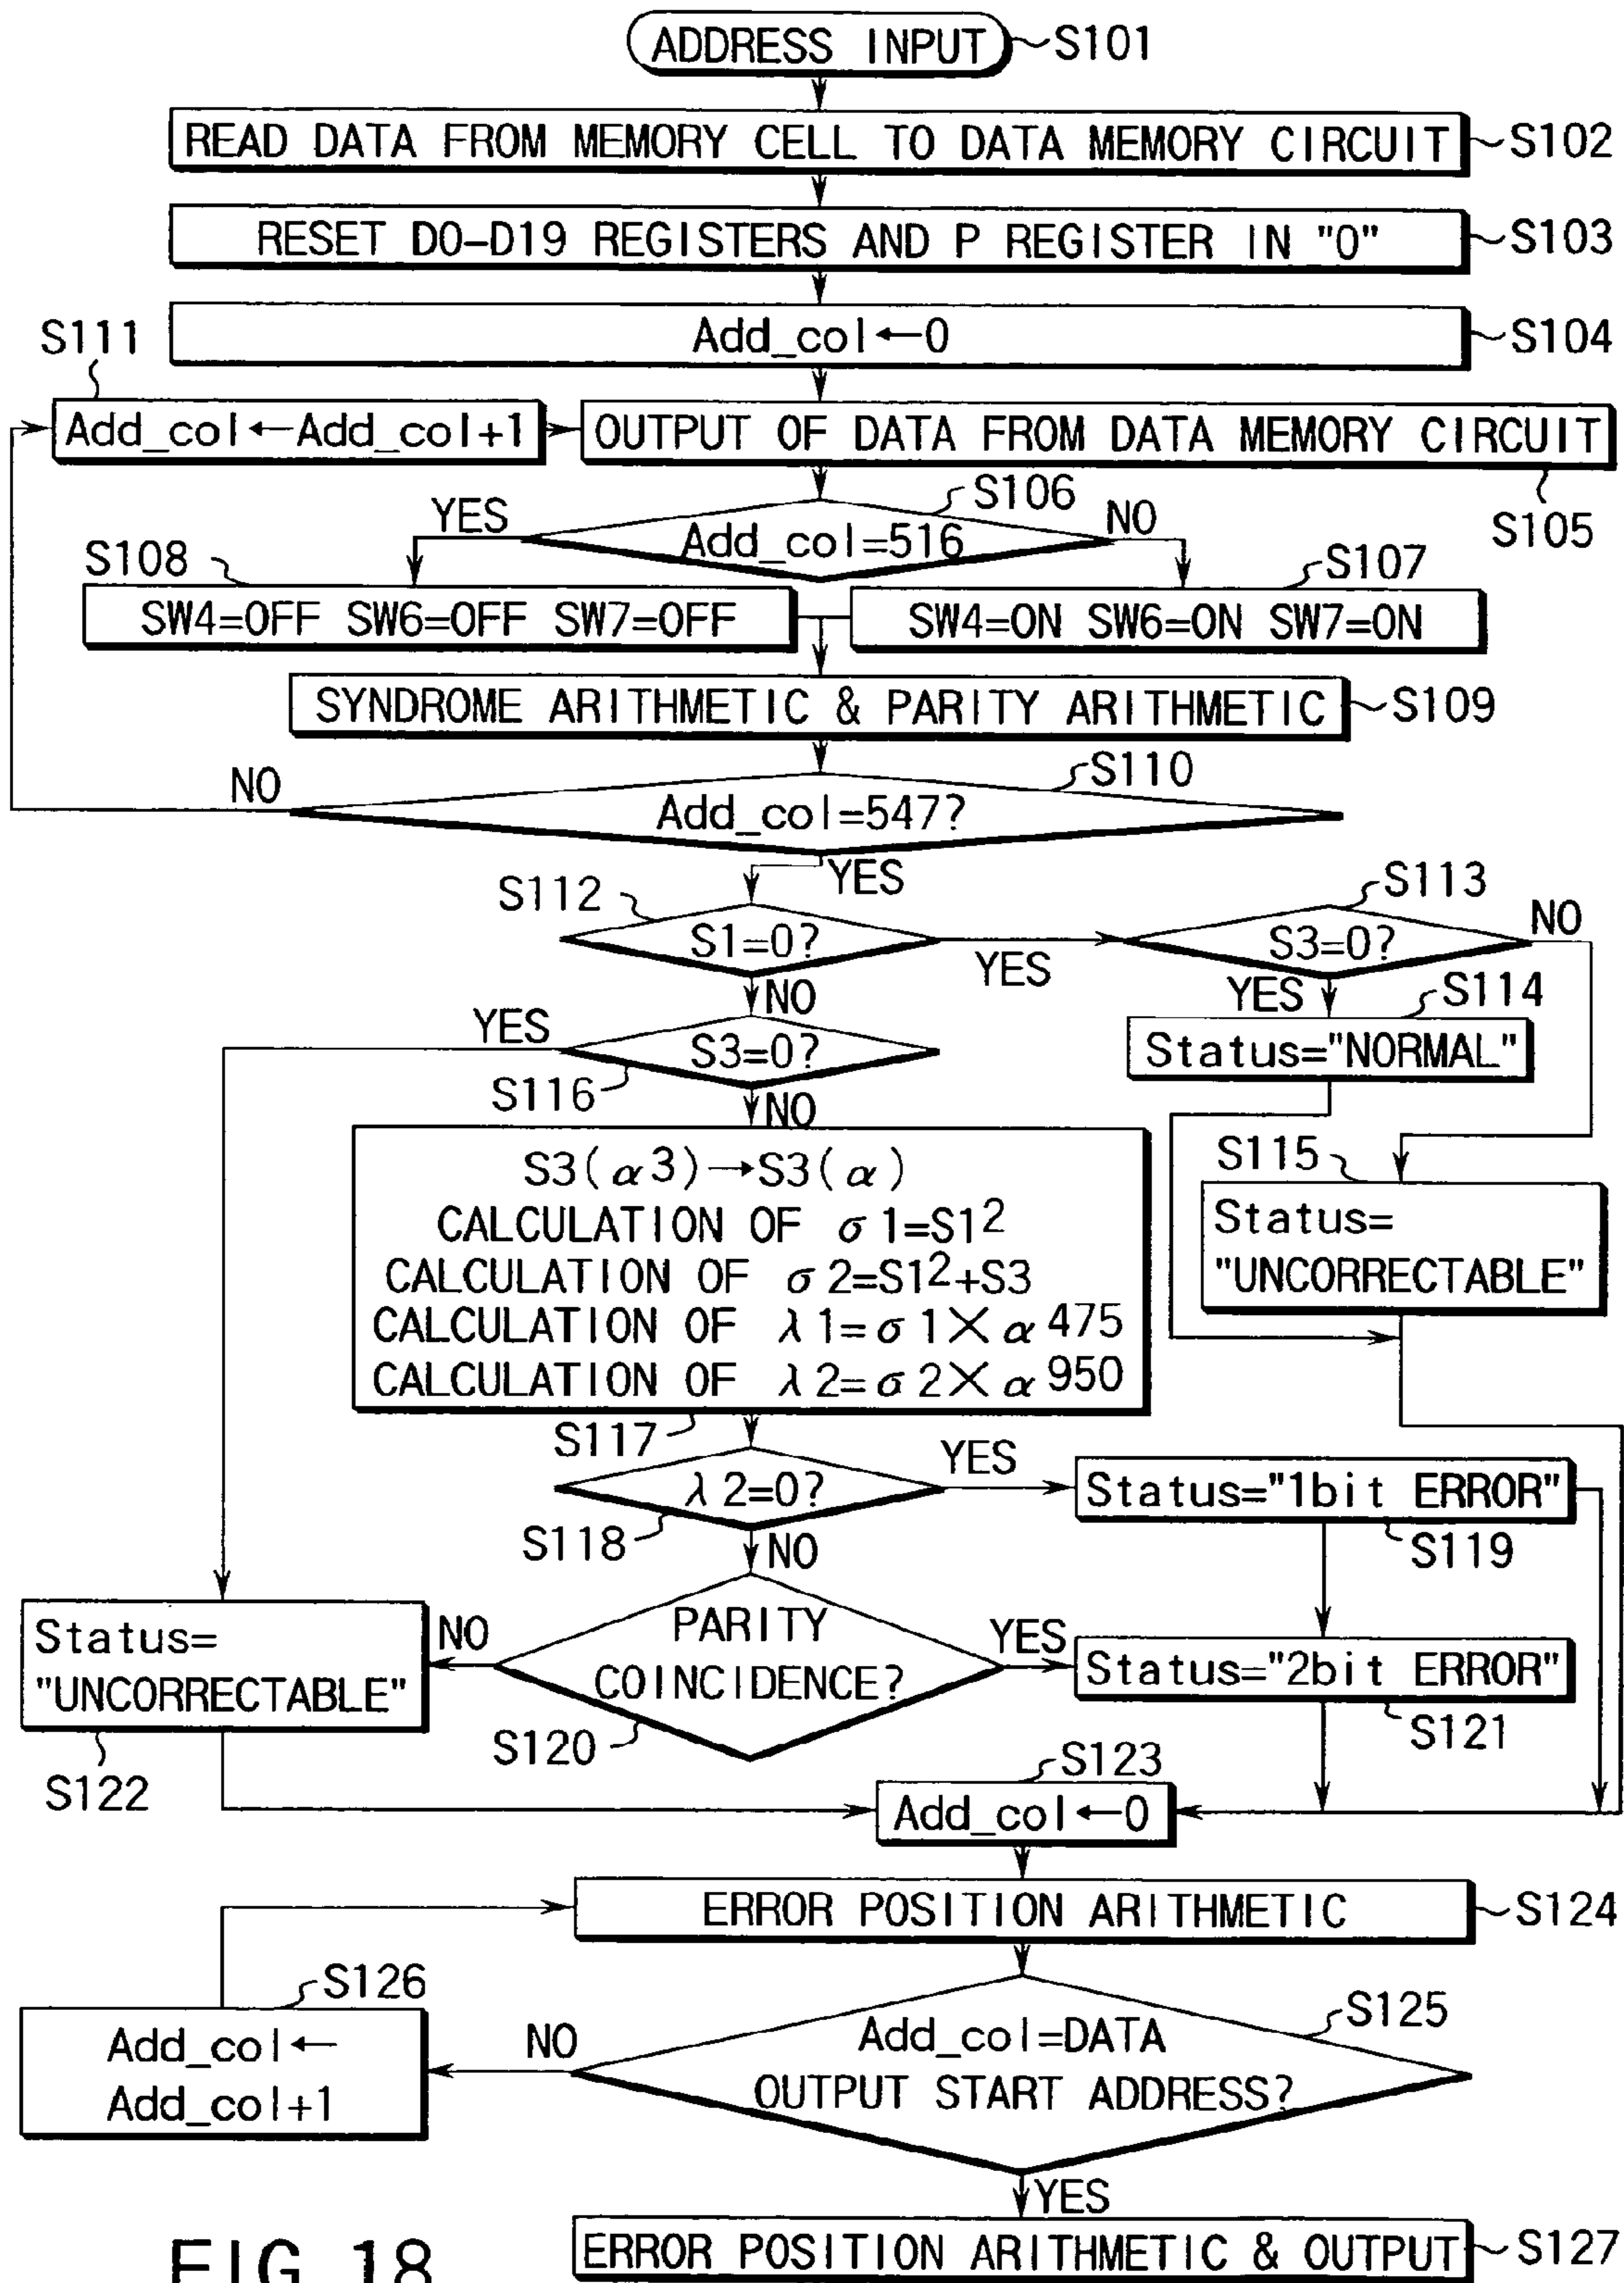 ADDRESS INPUT S101
READ DATA FROM MEMORY CELL TO DATA MEMORY CIRCUIT S102
RESET D0-D19 REGISTERS AND P REGISTER IN "0" S103
S111
Add_col←0 S104
Add_col←Add_col+1
OUTPUT OF DATA FROM DATA MEMORY CIRCUIT
S105
S106
YES
Add_col=516
NO
S108
SW4=OFF SW6=OFF SW7=OFF
S107
SW4=ON SW6=ON SW7=ON
SYNDROME ARITHMETIC & PARITY ARITHMETIC S109
S110
NO
Add_col=547?
YES
S112
S1=0?
YES
NO
S113
S3=0?
NO
YES
S114
Status="NORMAL"
YES
S3=0?
S116
NO
S115
Status=
"UNCORRECTABLE"
S3(α3)→S3(α)
CALCULATION OF σ1=S1²
CALCULATION OF σ2=S1²+S3
CALCULATION OF λ1=σ1×α475
CALCULATION OF λ2=σ2×α950
S117
λ2=0?
YES
S118
NO
Status="1bit ERROR"
S119
PARITY
COINCIDENCE?
NO
YES
S120
Status=
"UNCORRECTABLE"
S122
Status="2bit ERROR"
S121
S123
Add_col←0
ERROR POSITION ARITHMETIC S124
S126
Add_col←
Add_col+1
NO
S125
Add_col=DATA
OUTPUT START ADDRESS?
YES
ERROR POSITION ARITHMETIC & OUTPUT S127
FIG.18